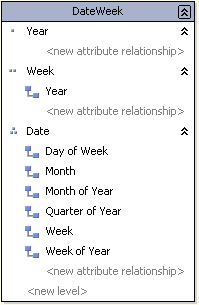 DateWeek
Year
<new attribute relationship>
Week
Year
<new attribute relationship>
Date
Day of Week
Month
Month of Year
Quarter of Year
Week
Week of Year
<new attribute relationship>
<new level>